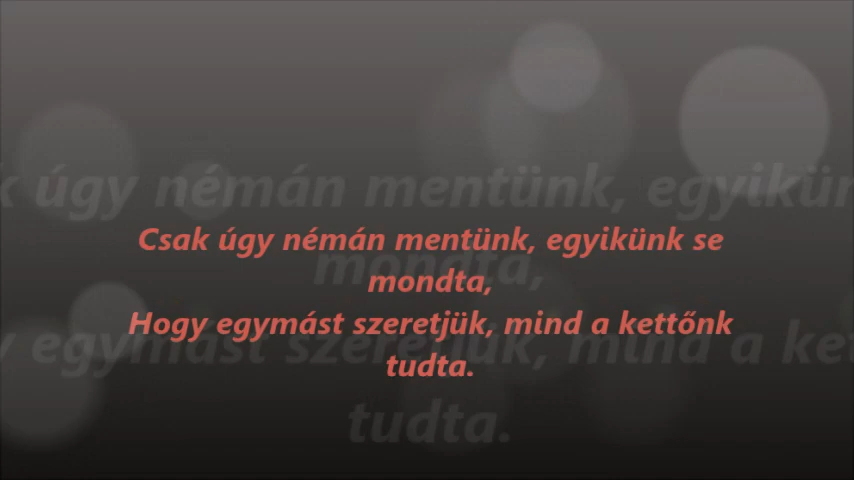 Csak úgy némán mentünk, egyikünk se
mondta,
Hogy egymást szeretjük, mind a kettőnk
tudta.